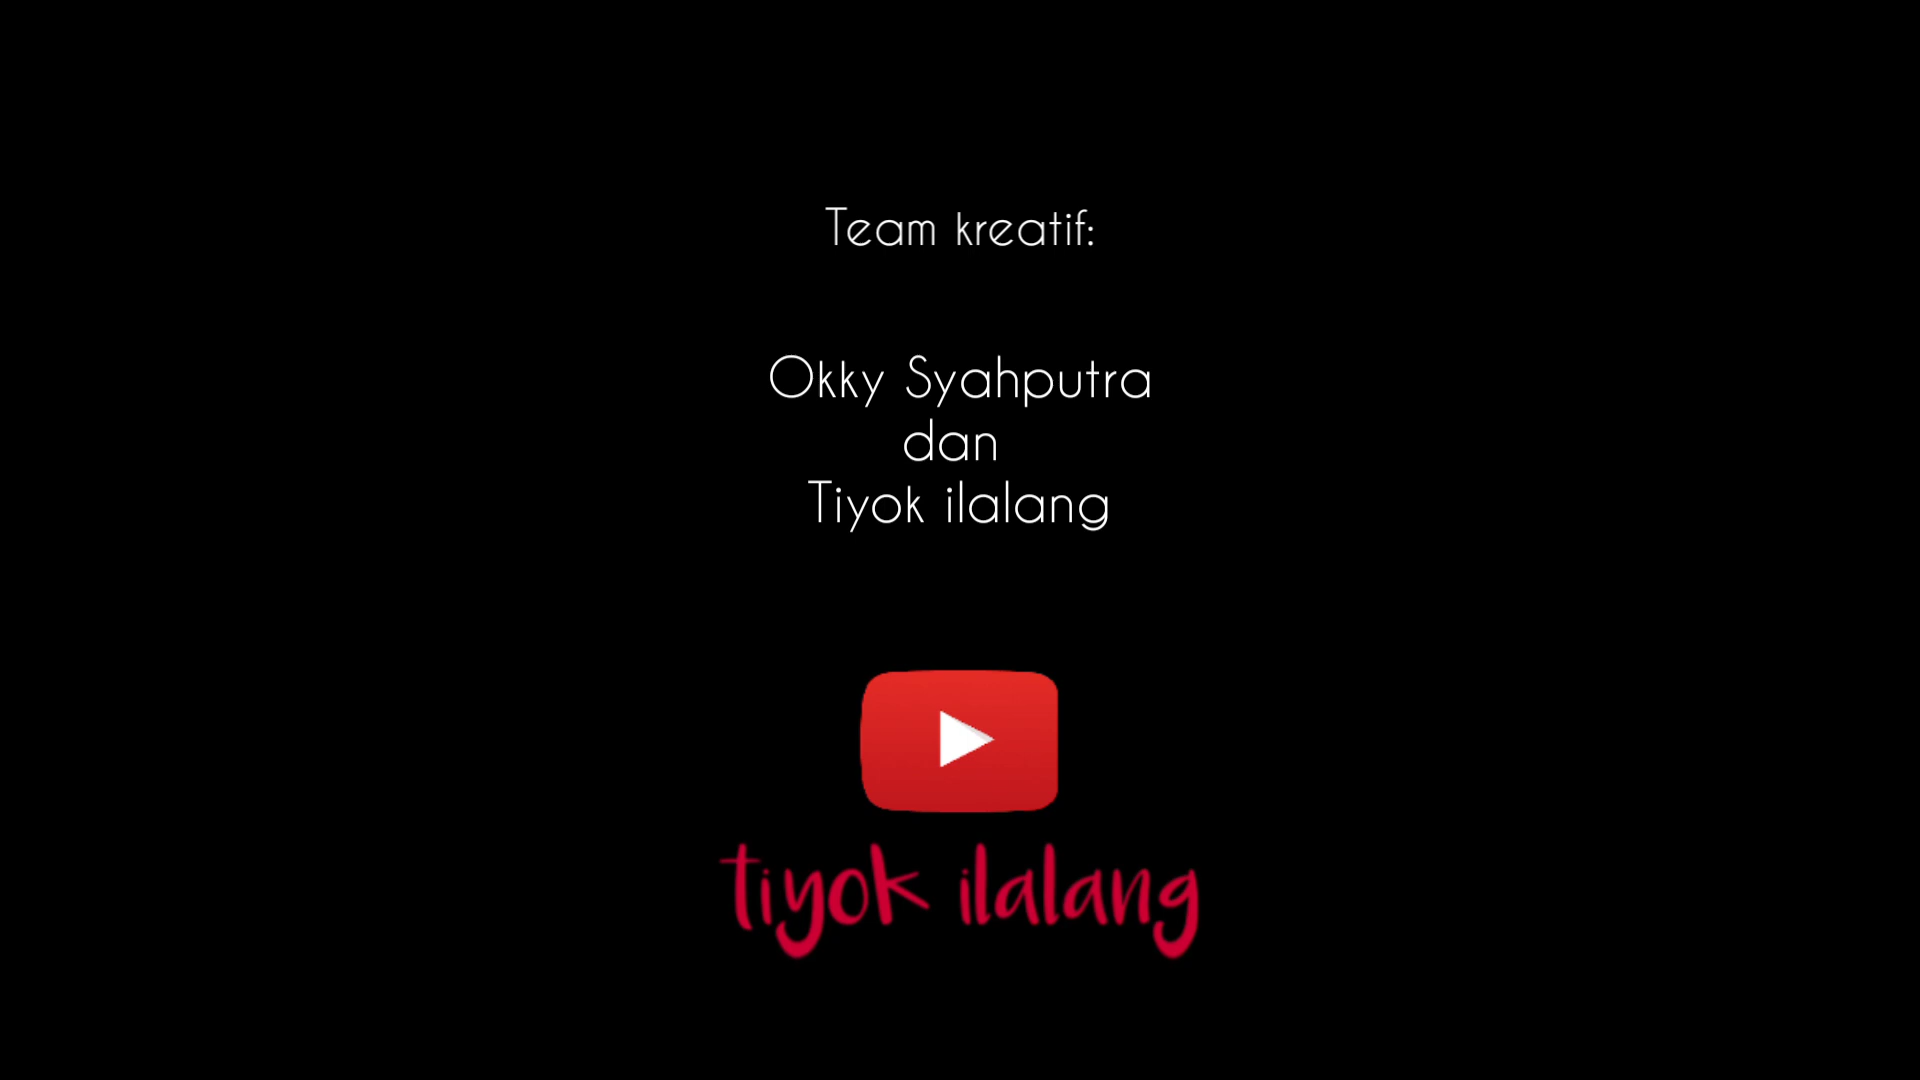 Team kreatif:
Okky Syahputra
dan
Tiyok ilalang
tiyok ilalang